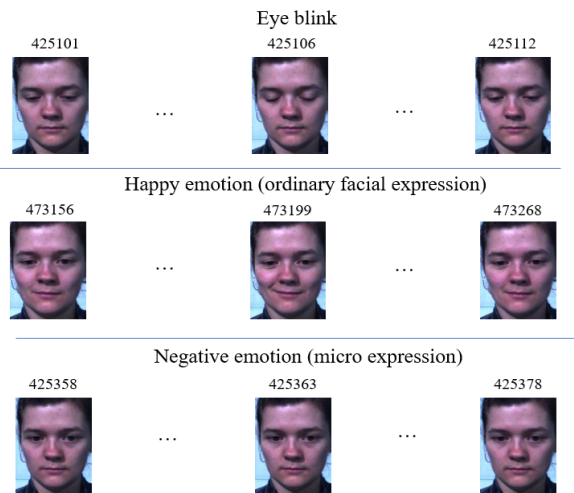 Eye blink
425101 425106 425112
... ...
Happy emotion (ordinary facial expression)
473156 473199 473268
... ...
Negative emotion (micro expression)
425358 425363 425378
... ...